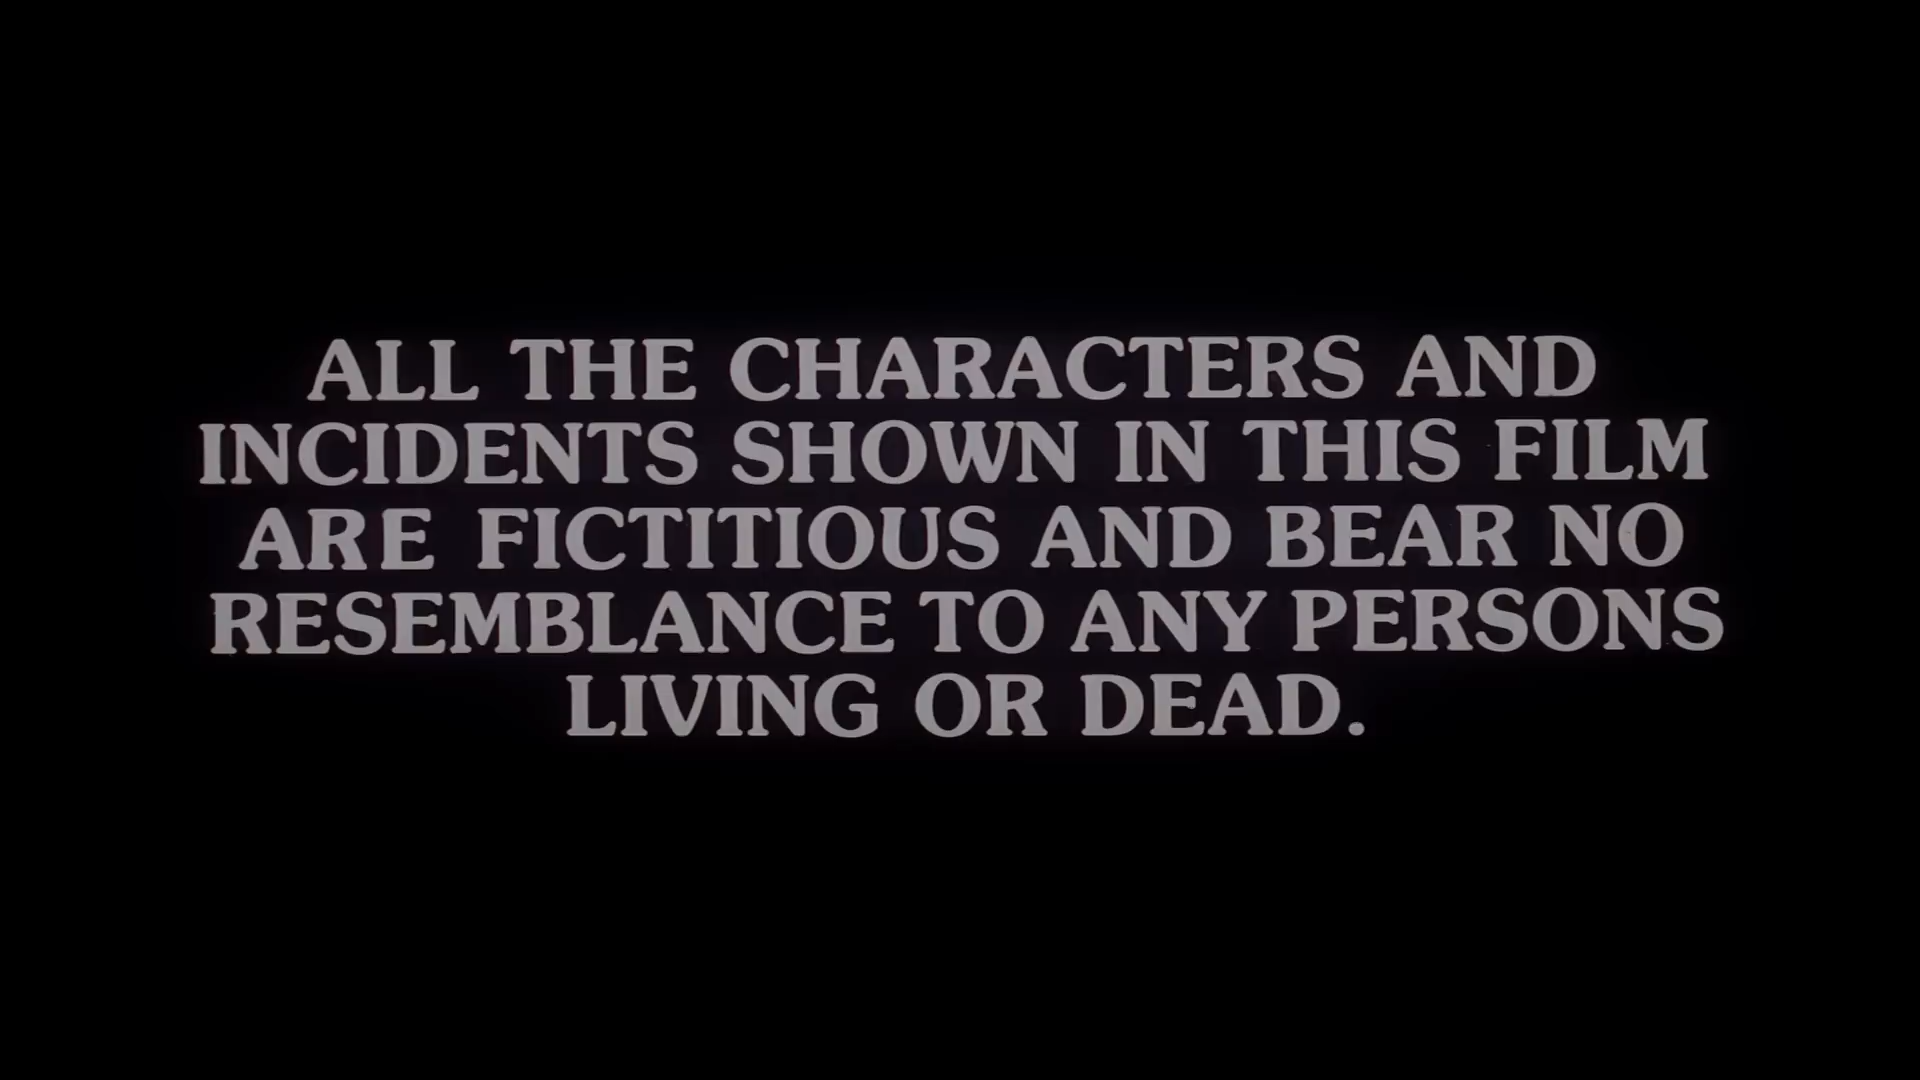 ALL THE CHARACTERS AND
INCIDENTS SHOWN IN THIS FILM
ARE FICTITIOUS AND BEAR NO
RESEMBLANCE TO ANY PERSONS
LIVING OR DEAD.